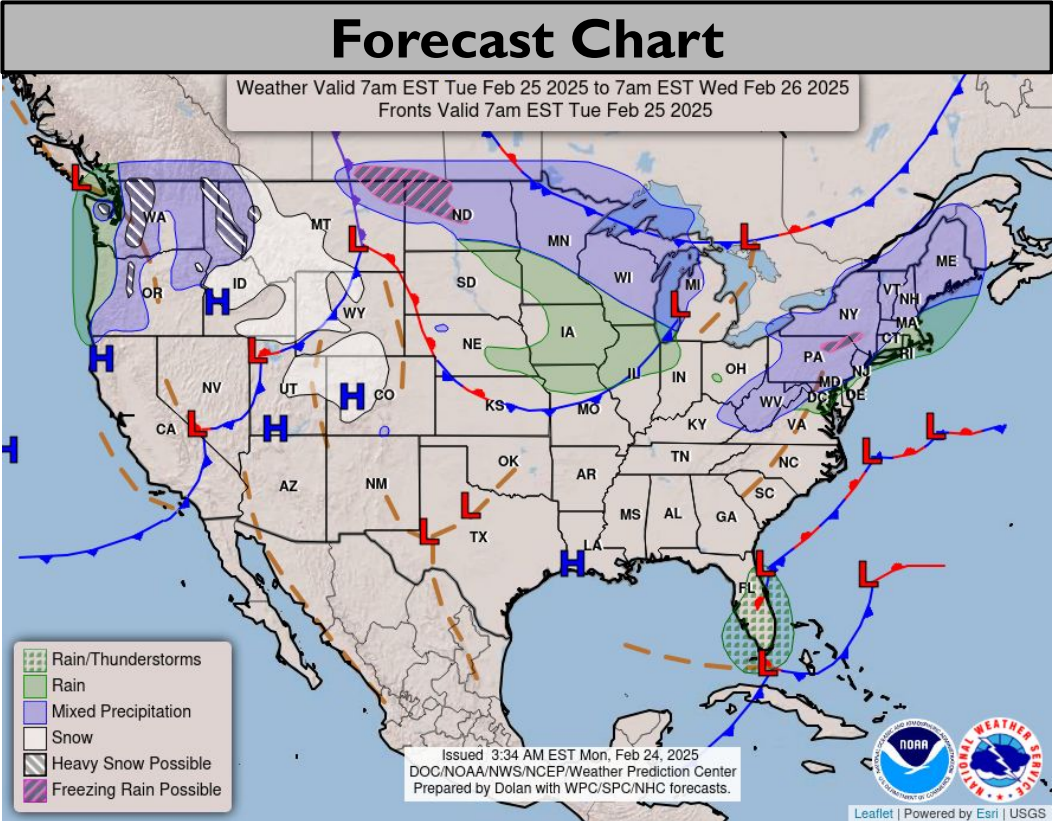 Forecast Chart
Weather Valid 7am EST Tue Feb 25 2025 to 7am EST Wed Feb 26 2025
Fronts Valid 7am EST Tue Feb 25 2025
L
WA
MT
ND
MN
L
L
ME
OR
ID
H
WY
SD
WI
MI
L
VT
NH
NY
MA
CT
RI
H
L
NV
UT
H
CO
NE
IA
IL
IN
OH
PA
NJ
MD
DE
DC
WV
VA
CA
L
H
KS
MO
KY
H
AZ
NM
OK
AR
TN
NC
SC
L
L
L
L
TX
LA
H
MS
AL
GA
L
FL
L
L
Rain/Thunderstorms
Rain
Mixed Precipitation
Snow
Heavy Snow Possible
Freezing Rain Possible
Issued 3:34 AM EST Mon, Feb 24, 2025
DOC/NOAA/NWS/NCEP/Weather Prediction Center
Prepared by Dolan with WPC/SPC/NHC forecasts.
NOAA
NATIONAL WEATHER SERVICE
Leaflet | Powered by Esri | USGS